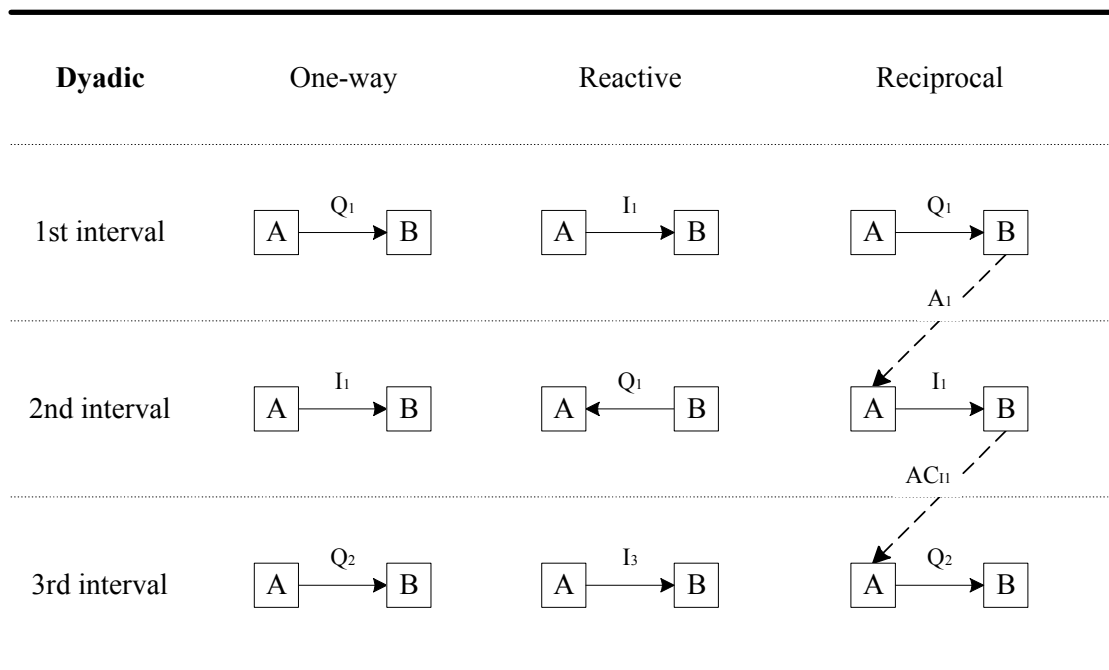 Dyadic One-way Reactive Reciprocal
Q1 I1 Q1
1st interval A B A B A B
A1
I1 Q1 I1
2nd interval A B A B A B
ACI1
Q2 I3 Q2
3rd interval A B A B A B